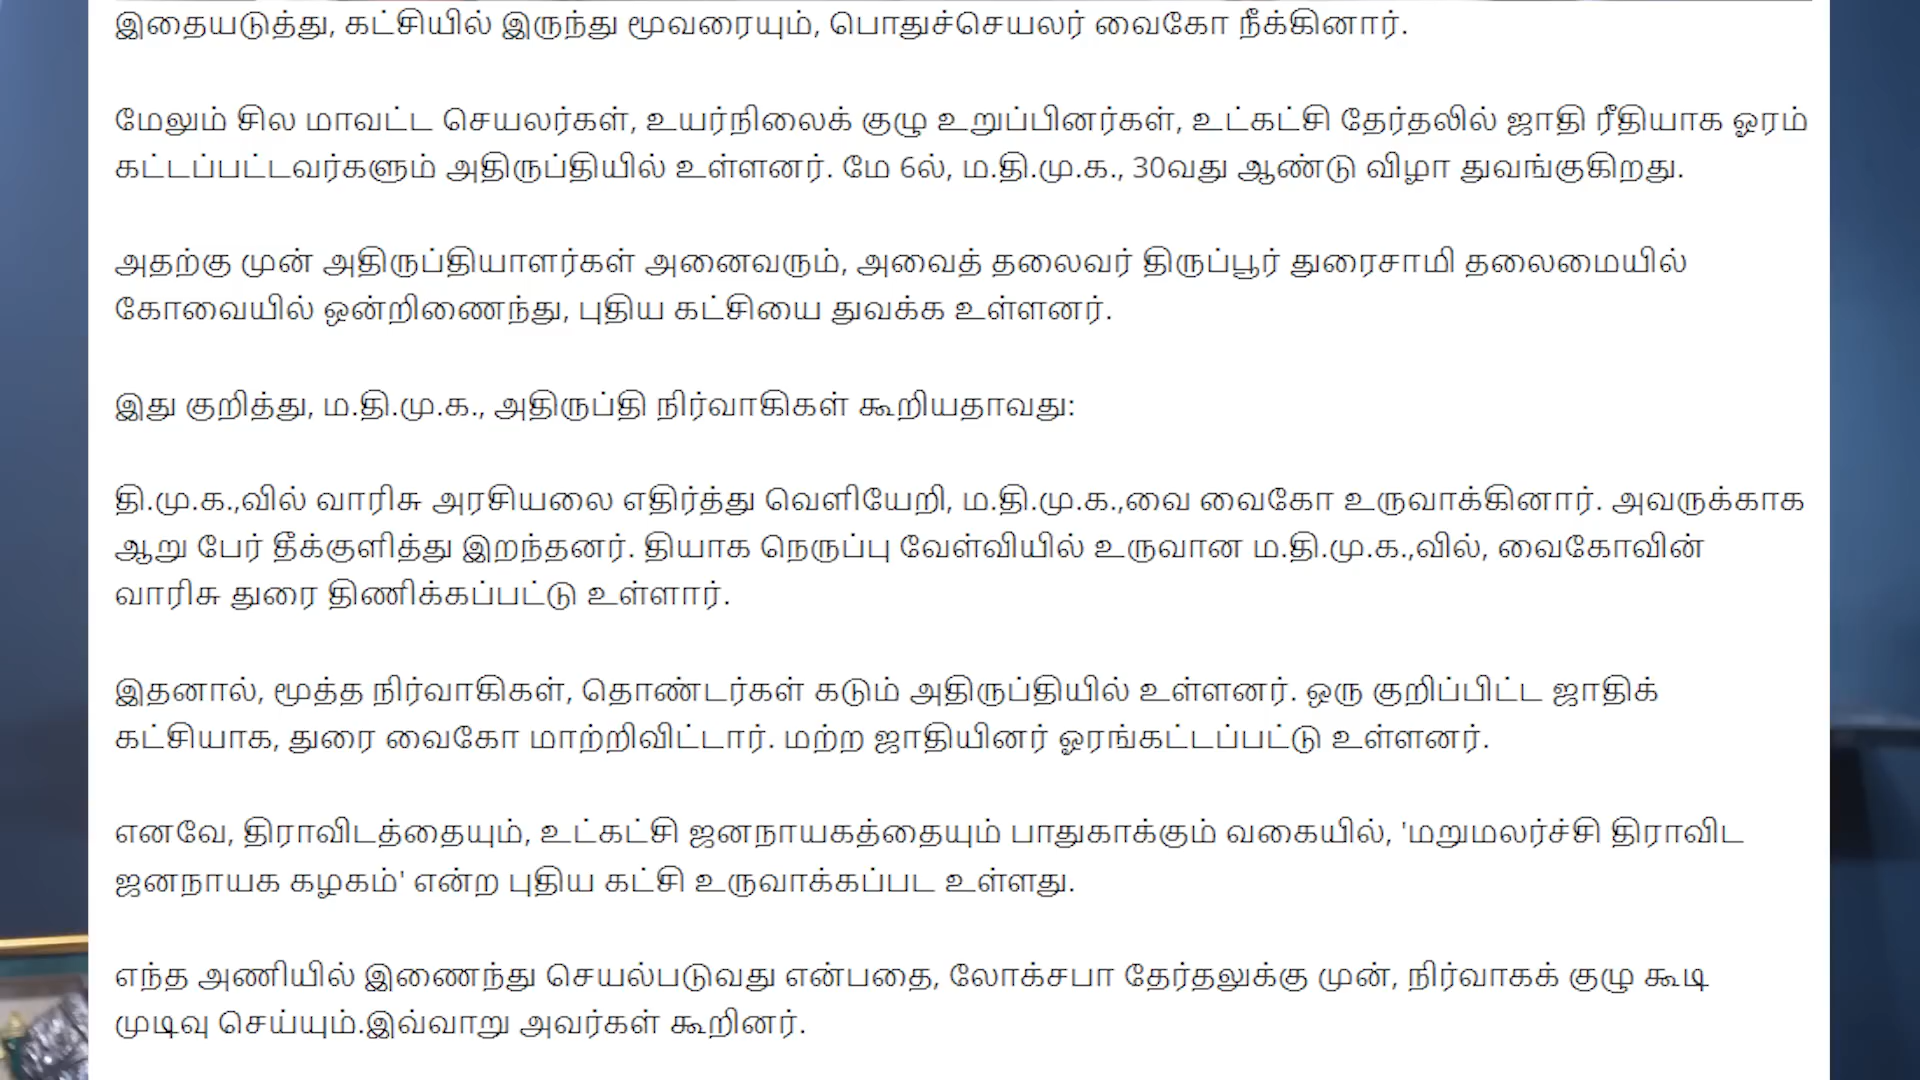 இதையடுத்து, கட்சியில் இருந்து மூவரையும், பொதுச்செயலர் வைகோ நீக்கினார்.
மேலும் சில மாவட்ட செயலர்கள், உயர்நிலைக் குழு உறுப்பினர்கள், உட்கட்சி தேர்தலில் ஜாதி ரீதியாக ஓரம்
கட்டப்பட்டவர்களும் அதிருப்தியில் உள்ளனர். மே 6ல், ம.தி.மு.க., 30வது ஆண்டு விழா துவங்குகிறது.
அதற்கு முன் அதிருப்தியாளர்கள் அனைவரும், அவைத் தலைவர் திருப்பூர் துரைசாமி தலைமையில்
கோவையில் ஒன்றிணைந்து, புதிய கட்சியை துவக்க உள்ளனர்.
இது குறித்து, ம.தி.மு.க., அதிருப்தி நிர்வாகிகள் கூறியதாவது:
தி.மு.க.,வில் வாரிசு அரசியலை எதிர்த்து வெளியேறி, ம.தி.மு.க.,வை வைகோ உருவாக்கினார். அவருக்காக
ஆறு பேர் தீக்குளித்து இறந்தனர். தியாக நெருப்பு வேள்வியில் உருவான ம.தி.மு.க.,வில், வைகோவின்
வாரிசு துரை திணிக்கப்பட்டு உள்ளார்.
இதனால், மூத்த நிர்வாகிகள், தொண்டர்கள் கடும் அதிருப்தியில் உள்ளனர். ஒரு குறிப்பிட்ட ஜாதிக்
கட்சியாக, துரை வைகோ மாற்றிவிட்டார். மற்ற ஜாதியினர் ஓரங்கட்டப்பட்டு உள்ளனர்.
எனவே, திராவிடத்தையும், உட்கட்சி ஜனநாயகத்தையும் பாதுகாக்கும் வகையில், 'மறுமலர்ச்சி திராவிட
ஜனநாயக கழகம்' என்ற புதிய கட்சி உருவாக்கப்பட உள்ளது.
எந்த அணியில் இணைந்து செயல்படுவது என்பதை, லோக்சபா தேர்தலுக்கு முன், நிர்வாகக் குழு கூடி
முடிவு செய்யும்.இவ்வாறு அவர்கள் கூறினர்.